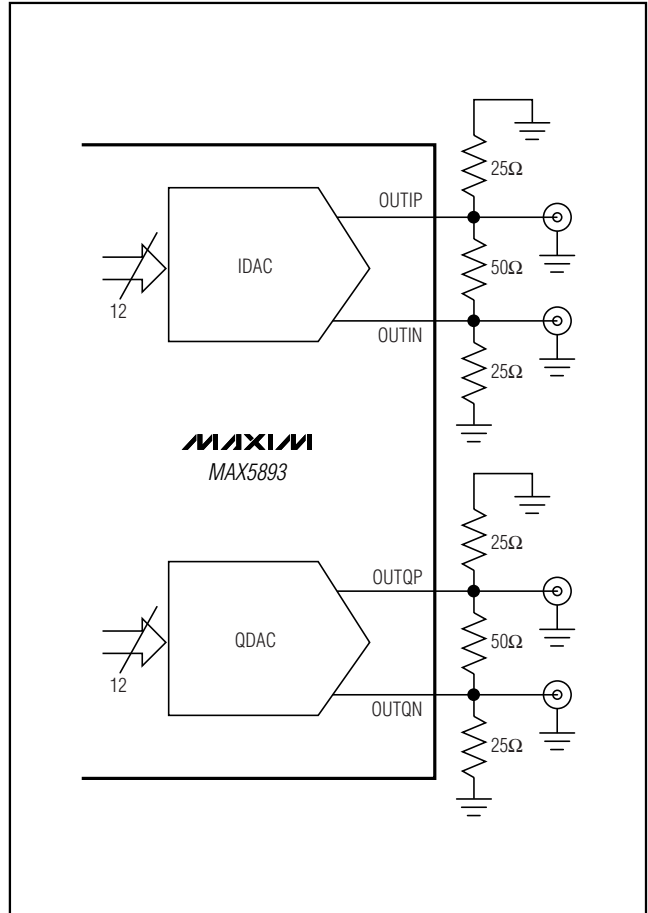 25Ω
OUTIP
IDAC
50Ω
12
OUTIN
25Ω
MAXIM
MAX5893
25Ω
OUTQP
QDAC
50Ω
12
OUTQN
25Ω